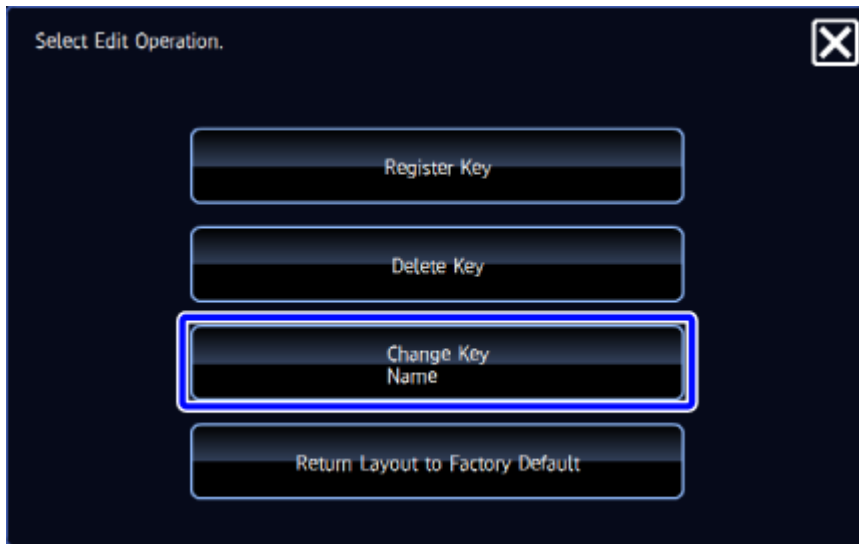 Select Edit Operation.
Register Key
Delete Key
Change Key
Name
Return Layout to Factory Default